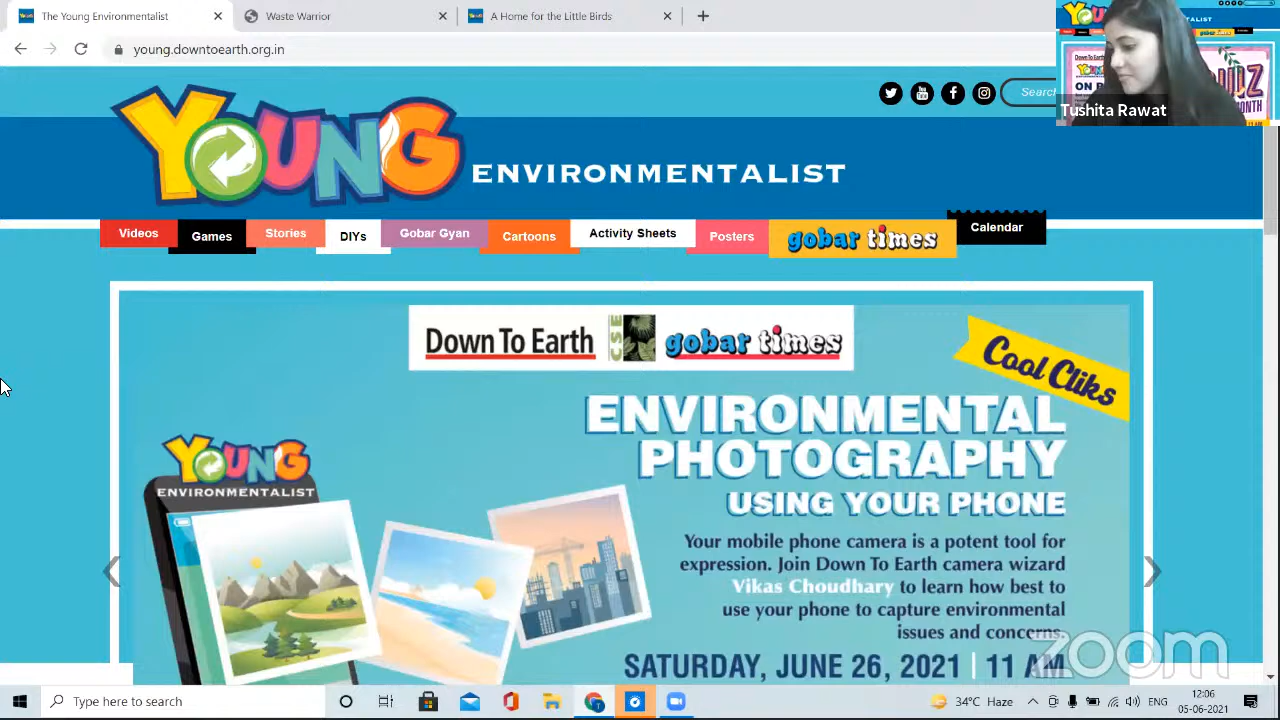 The Young Environmentalist
Waste Warrior
A Home for the Little Birds
young.downtoearth.org.in
YOUNG
ENVIRONMENTALIST
Search
Videos
Games
Stories
DIYs
Gobar Gyan
Cartoons
Activity Sheets
Posters
gobar times
Calendar
Down To Earth
CSE
gobar times
Cool Cliks
ENVIRONMENTAL
PHOTOGRAPHY
USING YOUR PHONE
Your mobile phone camera is a potent tool for
expression. Join Down To Earth camera wizard
Vikas Choudhary to learn how best to
use your phone to capture environmental
issues and concerns.
SATURDAY, JUNE 26, 2021 | 11 AM
YOUNG
ENVIRONMENTALIST
Tushita Rawat
zoom
Type here to search
34°C Haze
ENG
12:06
05-06-2021